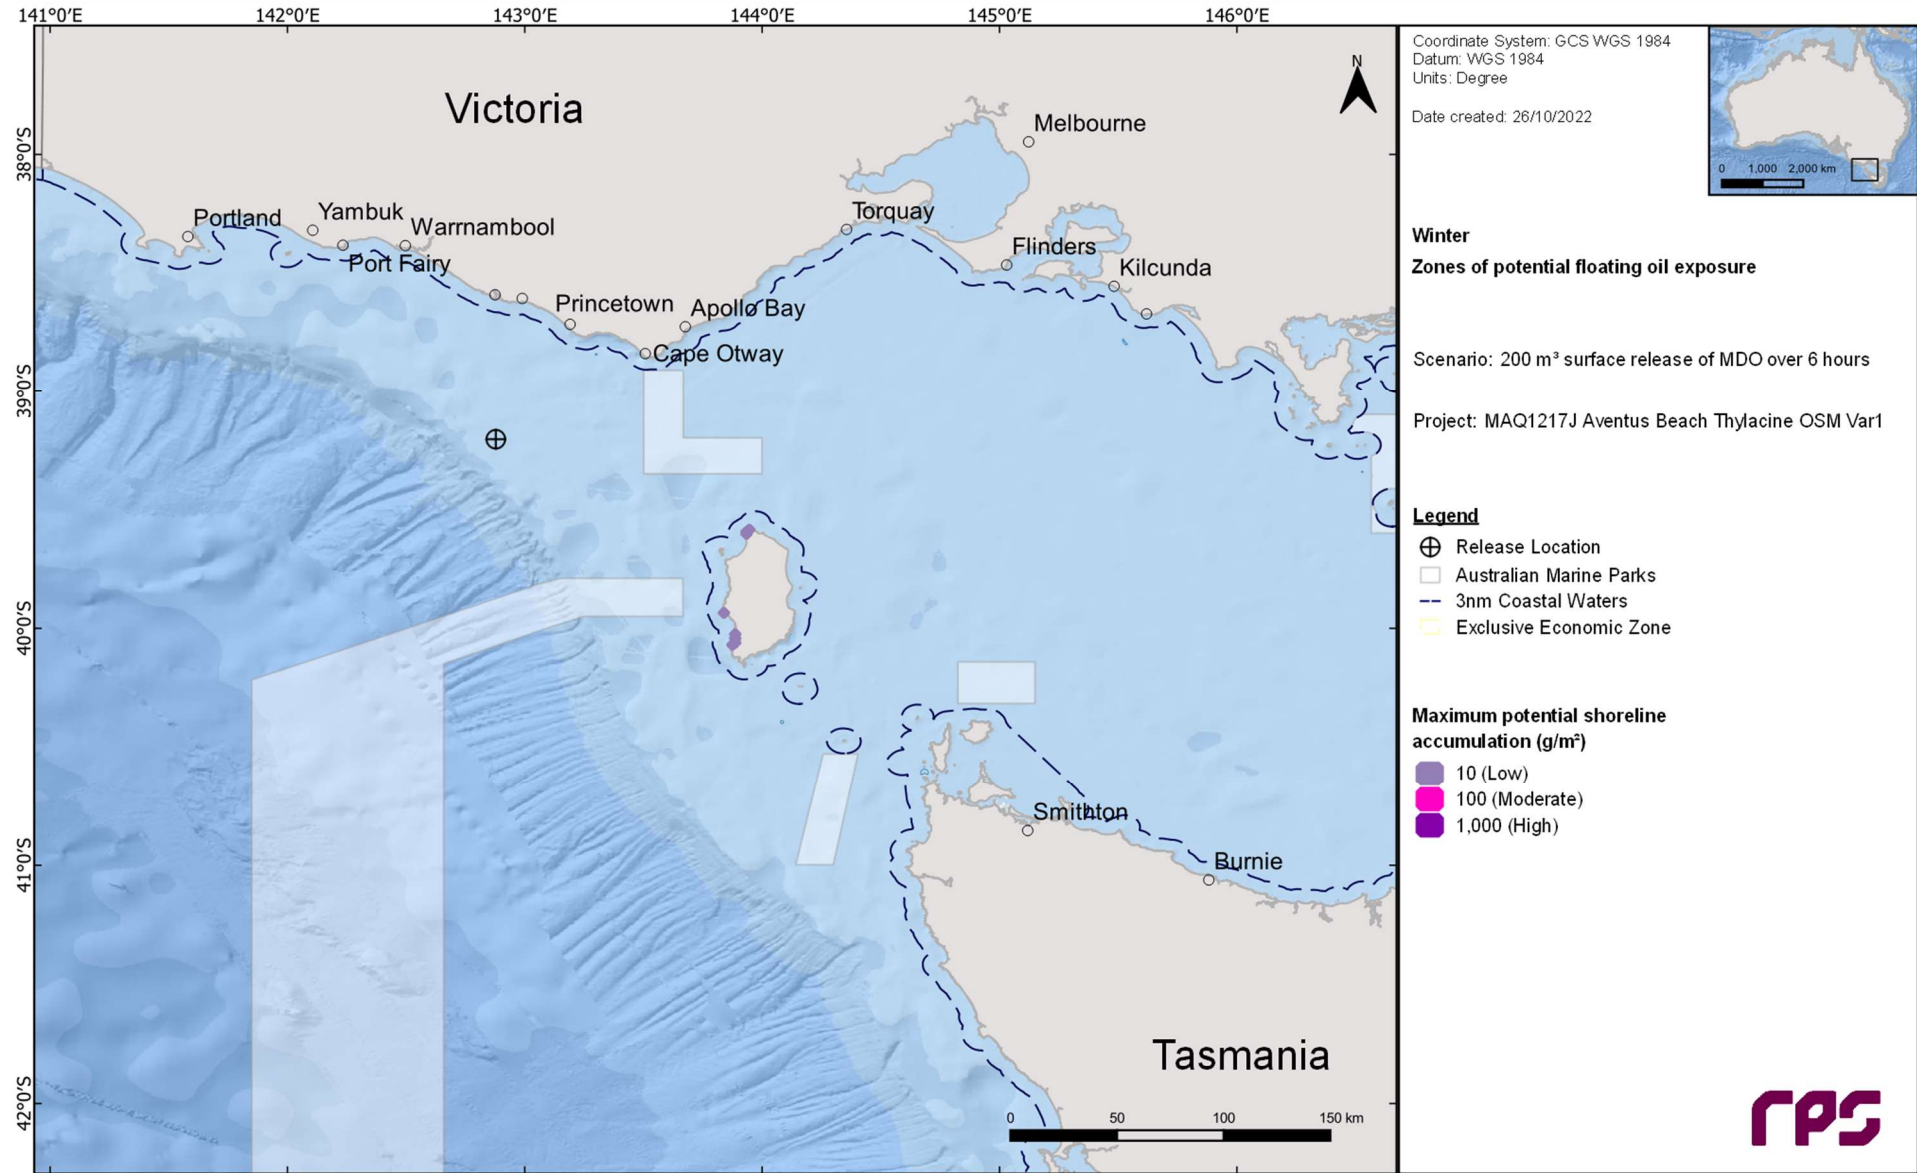 141°0'E 142°0'E 143°0'E 144°0'E 145°0'E 146°0'E
38°0'S
39°0'S
40°0'S
41°0'S
42°0'S
Victoria
N
Melbourne
Portland
Yambuk
Warrnambool
Port Fairy
Torquay
Flinders
Kilcunda
Princetown
Apollo Bay
Cape Otway
Smithton
Burnie
Tasmania
0 50 100 150 km
Coordinate System: GCS WGS 1984
Datum: WGS 1984
Units: Degree
Date created: 26/10/2022
0 1,000 2,000 km
Winter
Zones of potential floating oil exposure
Scenario: 200 m³ surface release of MDO over 6 hours
Project: MAQ1217J Aventus Beach Thylacine OSM Var1
Legend
Release Location
Australian Marine Parks
3nm Coastal Waters
Exclusive Economic Zone
Maximum potential shoreline
accumulation (g/m²)
10 (Low)
100 (Moderate)
1,000 (High)
rps